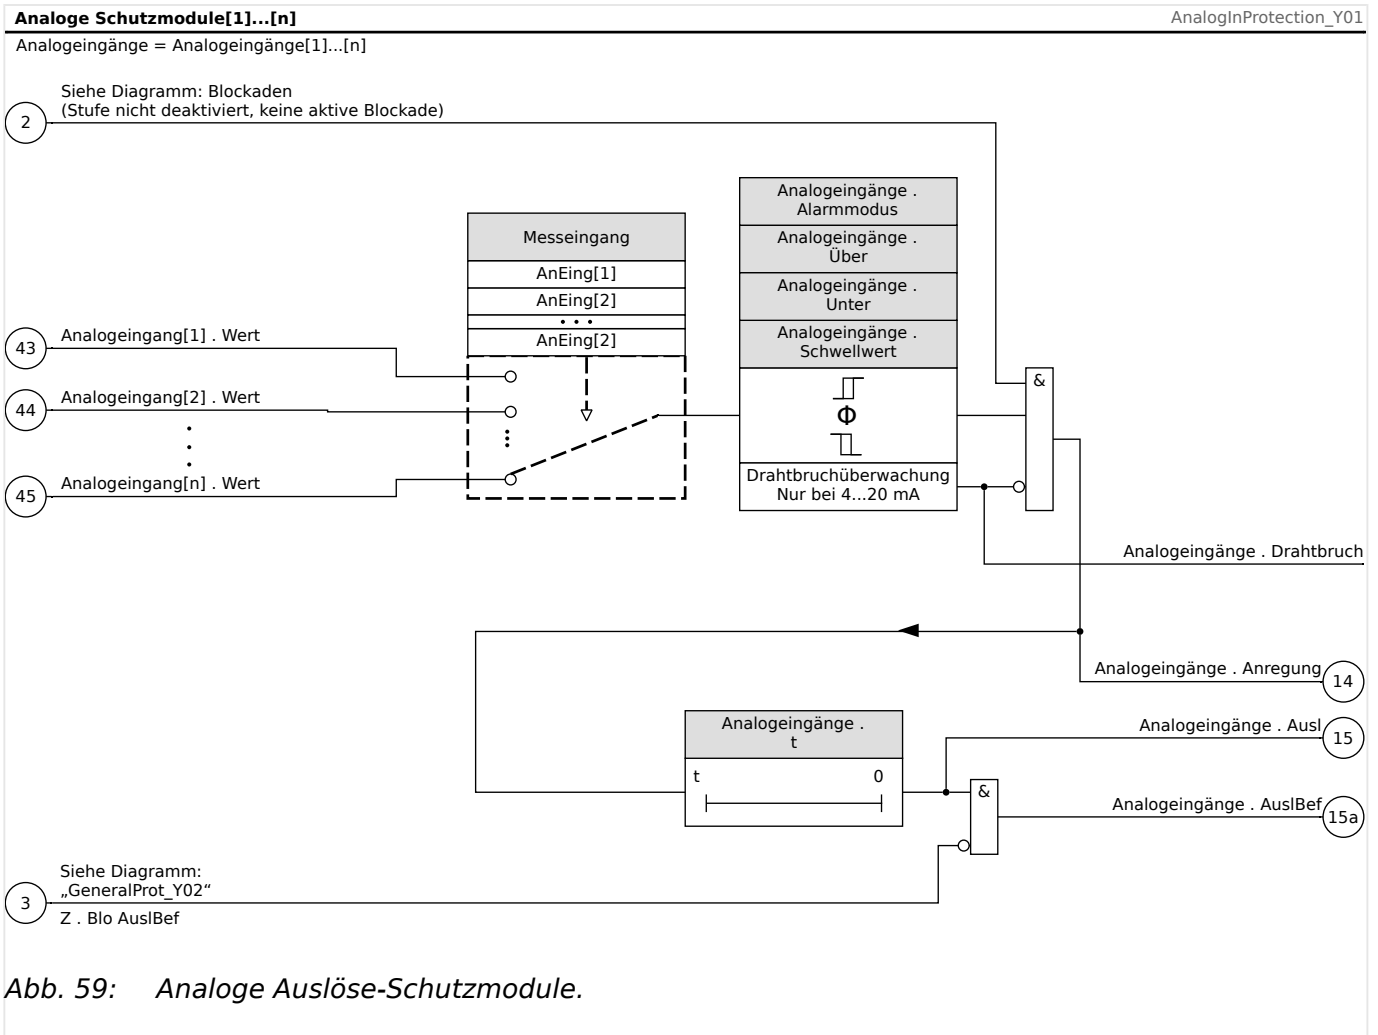 Analoge Schutzmodule[1]...[n]
AnalogInProtection_Y01
Analogeingänge = Analogeingänge[1]...[n]
Siehe Diagramm: Blockaden
(Stufe nicht deaktiviert, keine aktive Blockade)
2
Messeingang
AnEing[1]
AnEing[2]
• • •
AnEing[2]
Analogeingänge .
Alarmmodus
Analogeingänge .
Über
Analogeingänge .
Unter
Analogeingänge .
Schwellwert
Φ
Drahtbruchüberwachung
Nur bei 4...20 mA
&
43
Analogeingang[1] . Wert
44
Analogeingang[2] . Wert
45
Analogeingang[n] . Wert
Analogeingänge . Drahtbruch
Analogeingänge . Anregung
14
Analogeingänge .
t
t 0
Analogeingänge . Ausl
15
&
Analogeingänge . AuslBef
15a
Siehe Diagramm:
„GeneralProt_Y02“
3
Z . Blo AuslBef
Abb. 59: Analoge Auslöse-Schutzmodule.